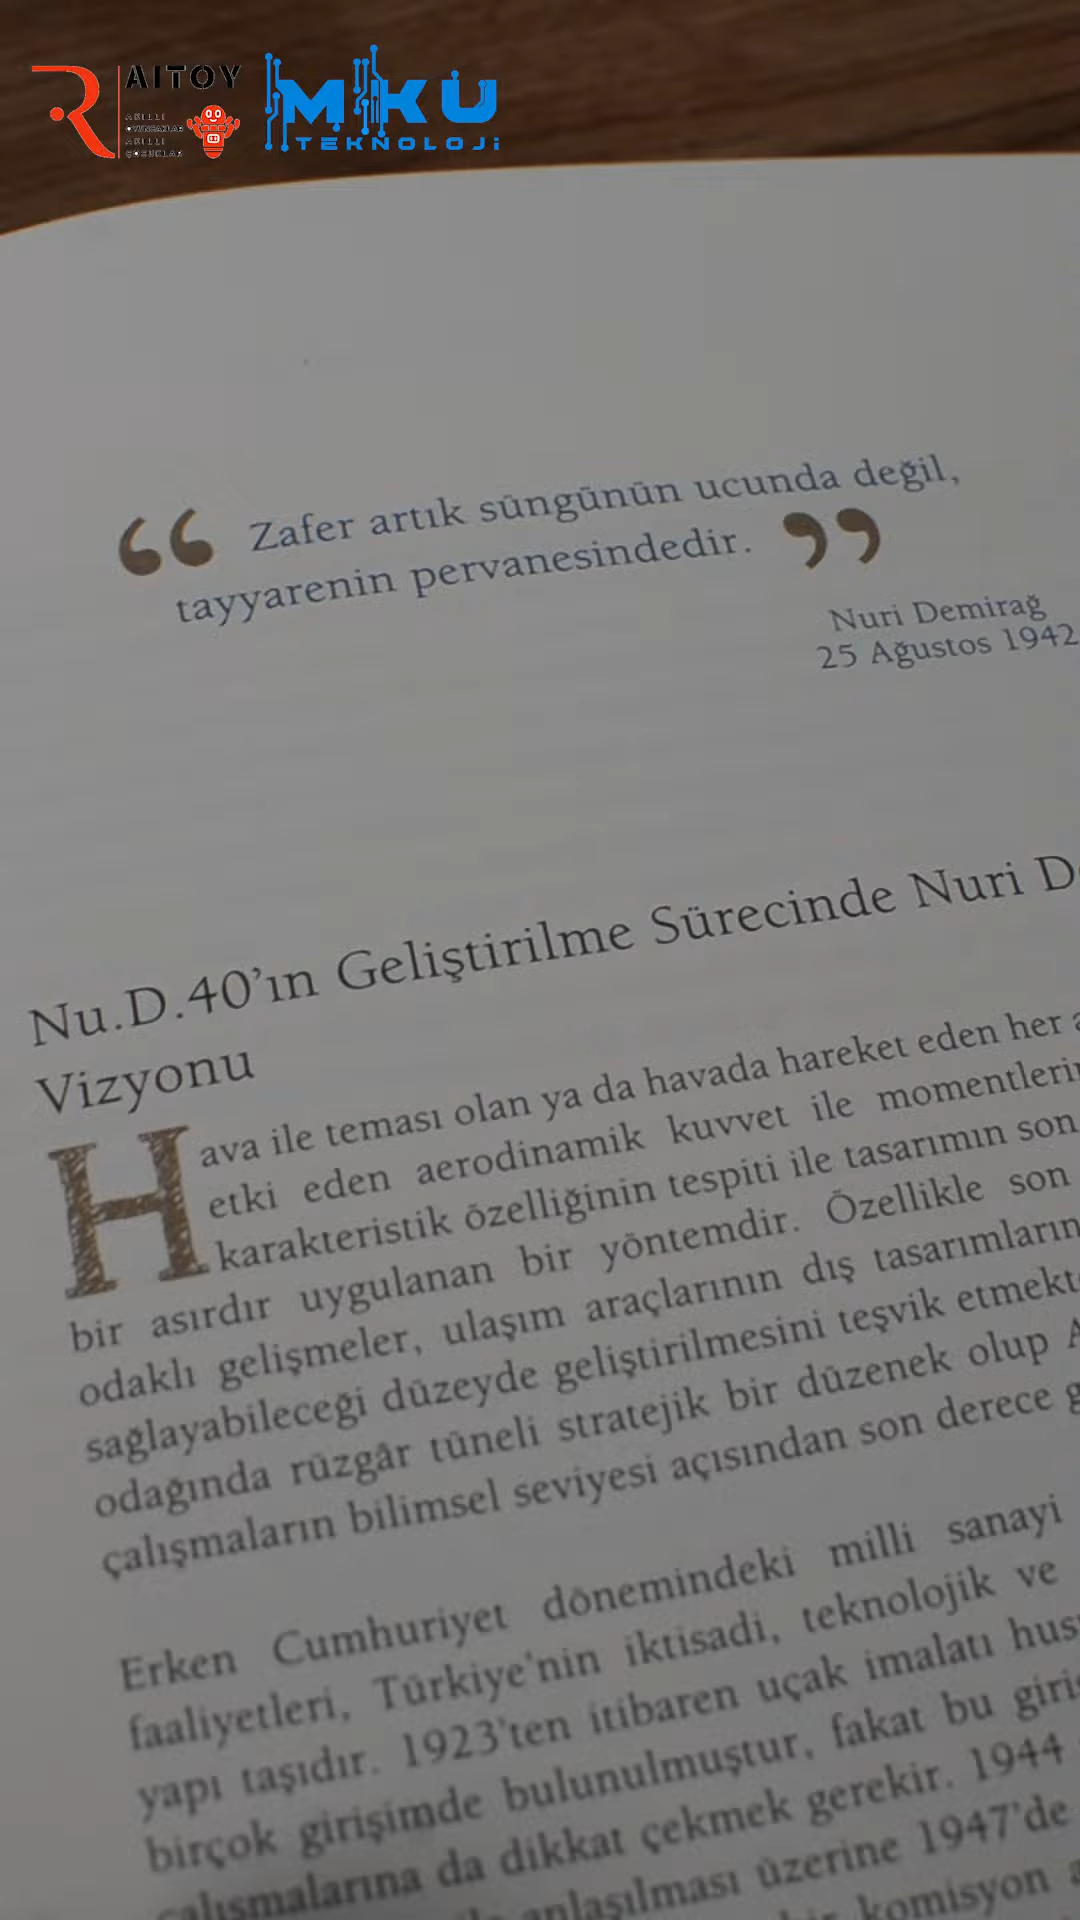 AITOY
AKILLI
OYUNCAKLAR
AKILLI
ÇOCUKLAR
MKU
TEKNOLOJi
“ Zafer artık süngünün ucunda değil,
tayyarenin pervanesindedir. ”
Nuri Demirağ
25 Ağustos 1942
Nu.D.40’ın Geliştirilme Sürecinde Nuri
Vizyonu
Hava ile teması olan ya da havada hareket eden her
etki eden aerodinamik kuvvet ile
karakteristik özelliğinin tespiti ile tasarımın son
bir asırdır uygulanan bir yöntemdir. Özellikle son
odaklı gelişmeler, ulaşım araçlarının dış
sağlayabileceği düzeyde geliştirilmesini teşvik
odağında rüzgâr tüneli stratejik bir düzenek olup
çalışmaların bilimsel seviyesi açısından son derece
Erken Cumhuriyet dönemindeki milli sanayi
faaliyetleri, Türkiye'nin iktisadi, teknolojik ve
yapı taşıdır. 1923'ten itibaren uçak imalatı
birçok girişimde bulunulmuştur, fakat bu
çalışmalarına da dikkat çekmek gerekir. 1944
anlaşılması üzerine 1947'de
bir komisyon